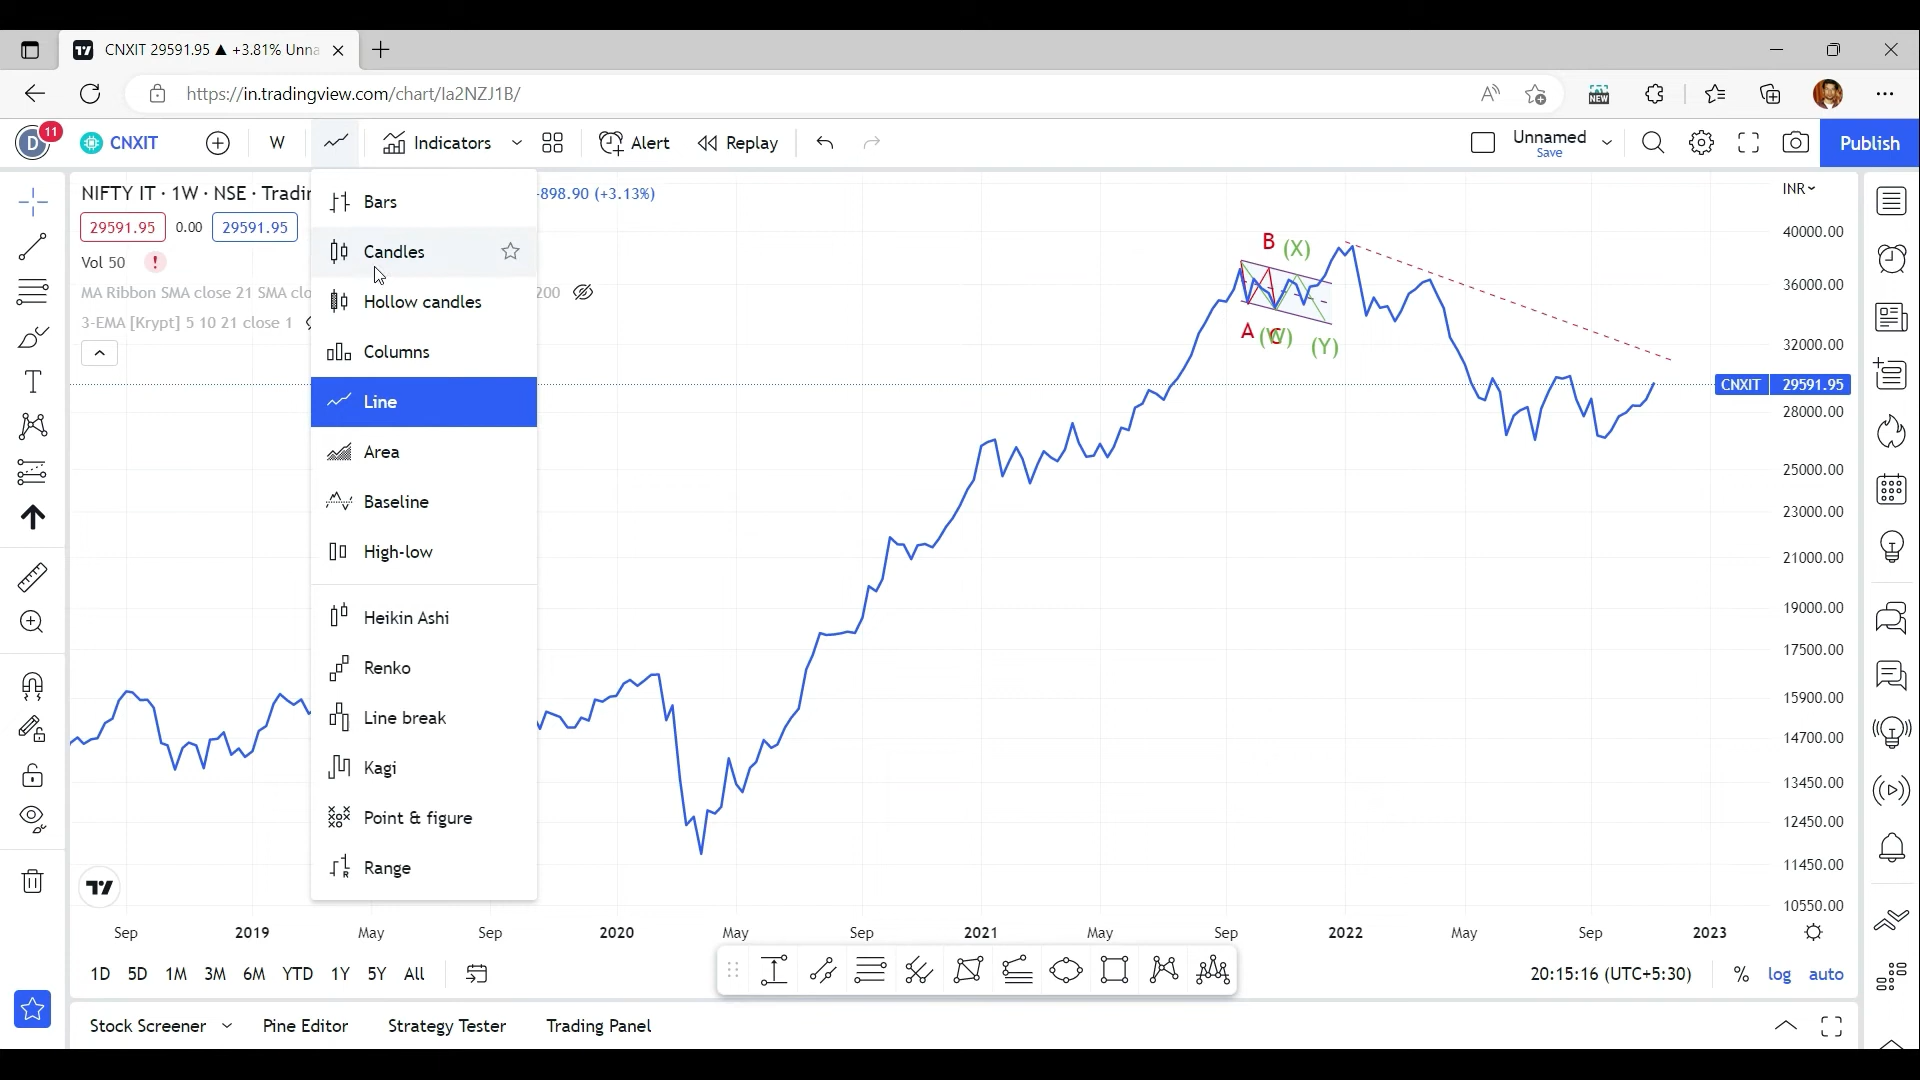 CNXIT 29591.95 ▲ +3.81% Unna
https://in.tradingview.com/chart/Ia2NZJ1B/
NEW
D 11 CNXIT W Indicators Alert Replay Unnamed Save Publish
NIFTY IT · 1W · NSE · Tradin -898.90 (+3.13%) INR
29591.95 0.00 29591.95
Vol 50 !
MA Ribbon SMA close 21 SMA clo 200
3-EMA [Krypt] 5 10 21 close 1
Bars
Candles
Hollow candles
Columns
Line
Area
Baseline
High-low
Heikin Ashi
Renko
Line break
Kagi
Point & figure
Range
B (X)
A (W) C (Y)
40000.00
36000.00
32000.00
CNXIT 29591.95
28000.00
25000.00
23000.00
21000.00
19000.00
17500.00
15900.00
14700.00
13450.00
12450.00
11450.00
10550.00
Sep 2019 May Sep 2020 May Sep 2021 May Sep 2022 May Sep 2023
1D 5D 1M 3M 6M YTD 1Y 5Y All 20:15:16 (UTC+5:30) % log auto
Stock Screener Pine Editor Strategy Tester Trading Panel